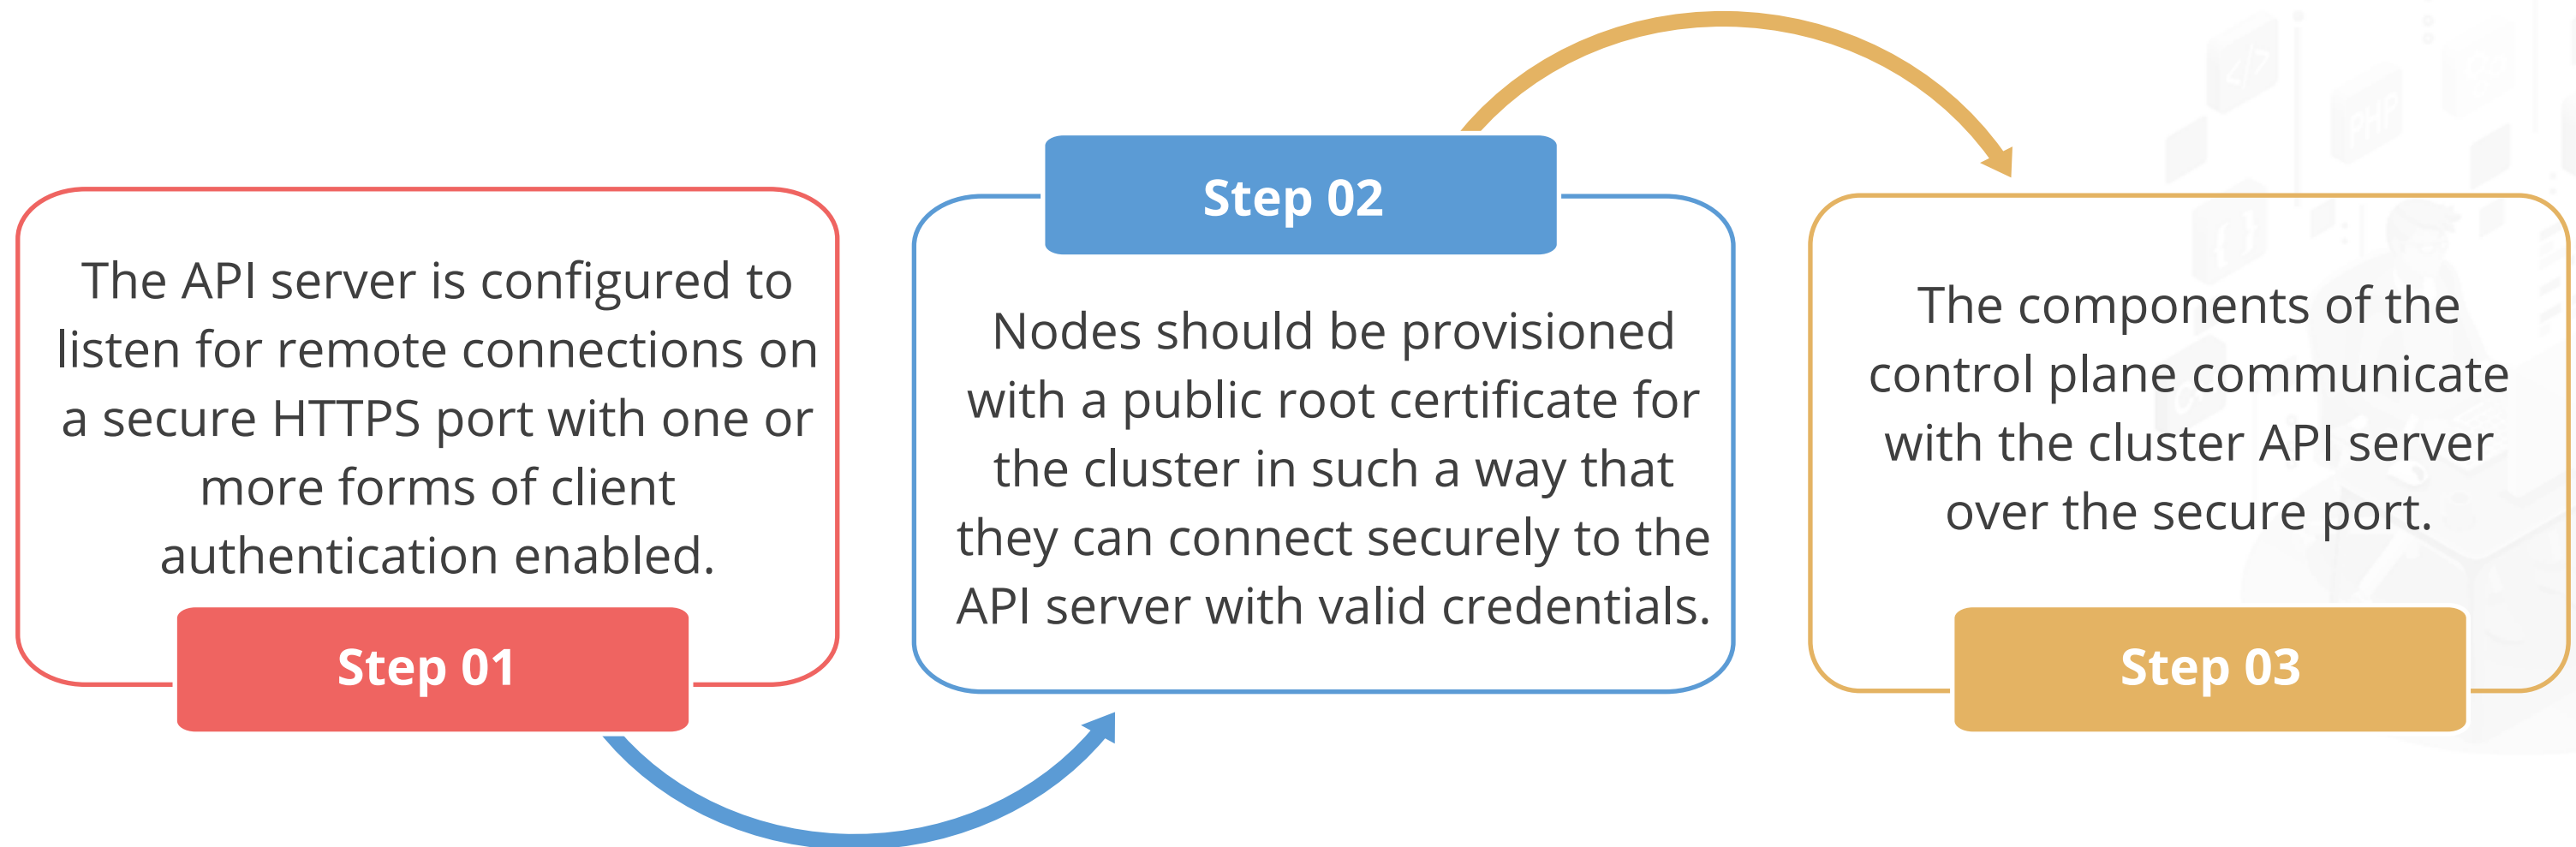 The API server is configured to
listen for remote connections on
a secure HTTPS port with one or
more forms of client
authentication enabled.
Step 01
Step 02
Nodes should be provisioned
with a public root certificate for
the cluster in such a way that
they can connect securely to the
API server with valid credentials.
The components of the
control plane communicate
with the cluster API server
over the secure port.
Step 03